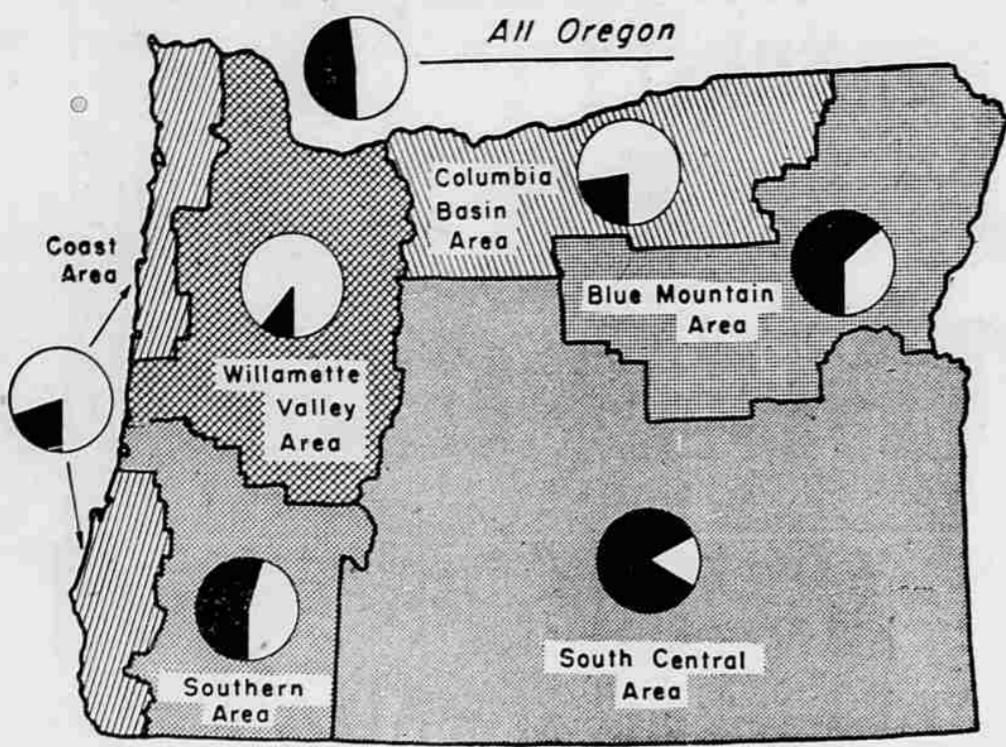 All Oregon
Columbia
Basin
Area
Coast
Area
Blue Mountain
Area
Willamette
Valley
Area
South Central
Area
Southern
Area